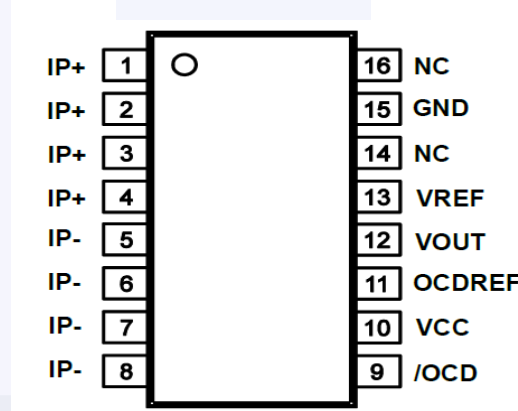 IP+ 1 16 NC
IP+ 2 15 GND
IP+ 3 14 NC
IP+ 4 13 VREF
IP- 5 12 VOUT
IP- 6 11 OCDREF
IP- 7 10 VCC
IP- 8 9 /OCD